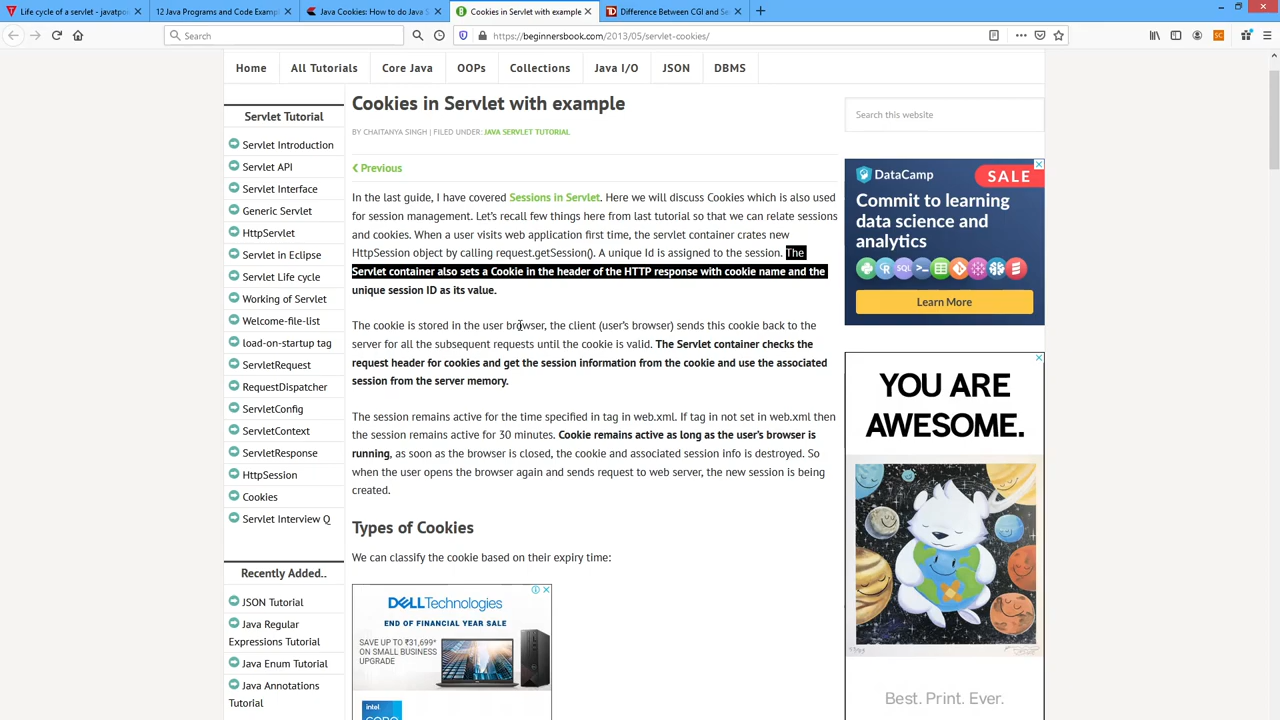 Life cycle of a servlet - javatpoi
12 Java Programs and Code Exampl
Java Cookies: How to do Java S
Cookies in Servlet with example
Difference Between CGI and Se
Search
https://beginnersbook.com/2013/05/servlet-cookies/
Home
All Tutorials
Core Java
OOPs
Collections
Java I/O
JSON
DBMS
Servlet Tutorial
Servlet Introduction
Servlet API
Servlet Interface
Generic Servlet
HttpServlet
Servlet in Eclipse
Servlet Life cycle
Working of Servlet
Welcome-file-list
load-on-startup tag
ServletRequest
RequestDispatcher
ServletConfig
ServletContext
ServletResponse
HttpSession
Cookies
Servlet Interview Q
Recently Added..
JSON Tutorial
Java Regular
Expressions Tutorial
Java Enum Tutorial
Java Annotations
Tutorial
Cookies in Servlet with example
BY CHAITANYA SINGH | FILED UNDER: JAVA SERVLET TUTORIAL
Previous
In the last guide, I have covered Sessions in Servlet. Here we will discuss Cookies which is also used
for session management. Let's recall few things here from last tutorial so that we can relate sessions
and cookies. When a user visits web application first time, the servlet container crates new
HttpSession object by calling request.getSession(). A unique Id is assigned to the session. The
Servlet container also sets a Cookie in the header of the HTTP response with cookie name and the
unique session ID as its value.
The cookie is stored in the user browser, the client (user's browser) sends this cookie back to the
server for all the subsequent requests until the cookie is valid. The Servlet container checks the
request header for cookies and get the session information from the cookie and use the associated
session from the server memory.
The session remains active for the time specified in tag in web.xml. If tag in not set in web.xml then
the session remains active for 30 minutes. Cookie remains active as long as the user's browser is
running, as soon as the browser is closed, the cookie and associated session info is destroyed. So
when the user opens the browser again and sends request to web server, the new session is being
created.
Types of Cookies
We can classify the cookie based on their expiry time:
DELLTechnologies
END OF FINANCIAL YEAR SALE
SAVE UP TO ₹31,699*
ON SMALL BUSINESS
UPGRADE
intel
CORE
Search this website
DataCamp
SALE
Commit to learning
data science and
analytics
R
SQL
Learn More
YOU ARE
AWESOME.
Best. Print. Ever.